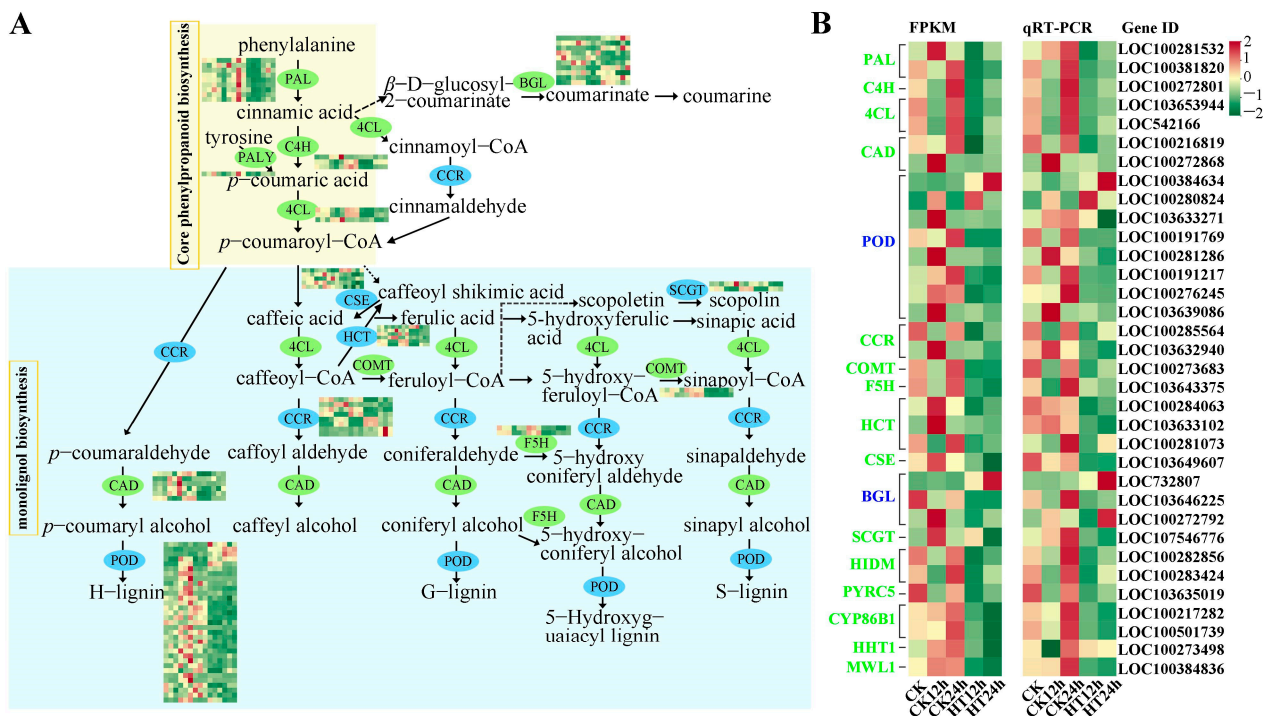 A
Core phenylpropanoid biosynthesis
phenylalanine
PAL
cinnamic acid
β−D−glucosyl−
2−coumarinate
BGL
coumarinate
coumarine
tyrosine
PALY
C4H
4CL
cinnamoyl−CoA
p−coumaric acid
CCR
4CL
cinnamaldehyde
p−coumaroyl−CoA
monolignol biosynthesis
CSE
caffeoyl shikimic acid
scopoletin
SCGT
scopolin
caffeic acid
HCT
ferulic acid
5-hydroxyferulic
acid
sinapic acid
CCR
4CL
4CL
4CL
4CL
COMT
COMT
caffeoyl−CoA
feruloyl−CoA
5−hydroxy−
feruloyl−CoA
sinapoyl−CoA
CCR
CCR
CCR
CCR
F5H
p−coumaraldehyde
caffoyl aldehyde
coniferaldehyde
5−hydroxy
coniferyl aldehyde
sinapaldehyde
CAD
CAD
CAD
CAD
CAD
F5H
p−coumaryl alcohol
caffeyl alcohol
coniferyl alcohol
5−hydroxy−
coniferyl alcohol
sinapyl alcohol
POD
POD
POD
POD
H−lignin
G−lignin
5−Hydroxyg−
uaiacyl lignin
S−lignin
B
FPKM
qRT-PCR
Gene ID
PAL
C4H
4CL
CAD
POD
CCR
COMT
F5H
HCT
CSE
BGL
SCGT
HIDM
PYRC5
CYP86B1
HHT1
MWL1
LOC100281532
LOC100381820
LOC100272801
LOC103653944
LOC542166
LOC100216819
LOC100272868
LOC100384634
LOC100280824
LOC103633271
LOC100191769
LOC100281286
LOC100191217
LOC100276245
LOC103639086
LOC100285564
LOC103632940
LOC100273683
LOC103643375
LOC100284063
LOC103633102
LOC100281073
LOC103649607
LOC732807
LOC103646225
LOC100272792
LOC107546776
LOC100282856
LOC100283424
LOC103635019
LOC100217282
LOC100501739
LOC100273498
LOC100384836
2
1
0
−1
−2
CK
CK12h
CK24h
HT12h
HT24h
CK
CK12h
CK24h
HT12h
HT24h